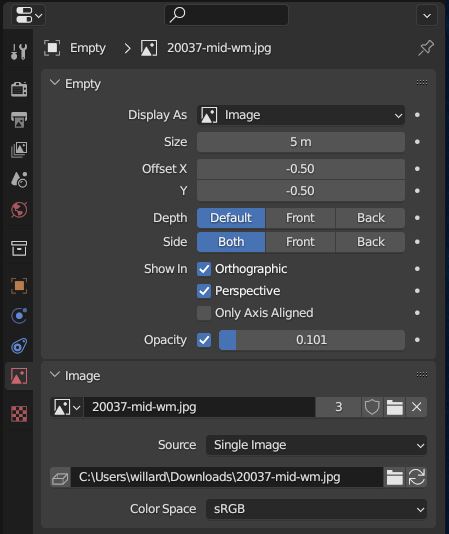 Empty > 20037-mid-wm.jpg
Empty
Display As Image
Size 5 m
Offset X -0.50
Y -0.50
Depth Default Front Back
Side Both Front Back
Show In Orthographic
Perspective
Only Axis Aligned
Opacity 0.101
Image
20037-mid-wm.jpg 3
Source Single Image
C:\Users\willard\Downloads\20037-mid-wm.jpg
Color Space sRGB